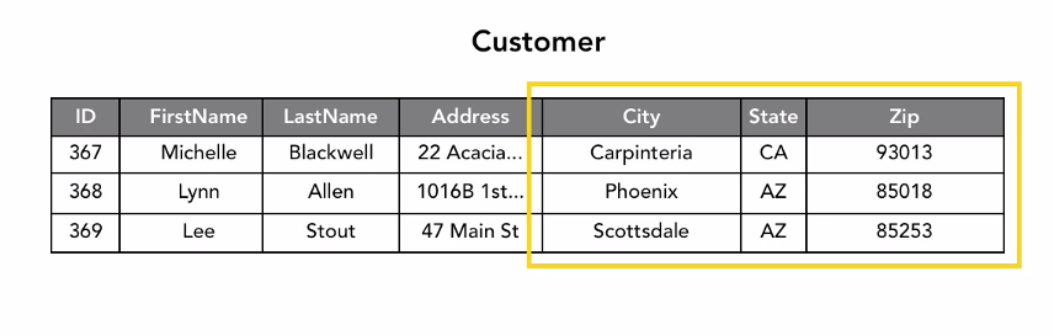 Customer
ID FirstName LastName Address City State Zip
367 Michelle Blackwell 22 Acacia... Carpinteria CA 93013
368 Lynn Allen 1016B 1st... Phoenix AZ 85018
369 Lee Stout 47 Main St Scottsdale AZ 85253